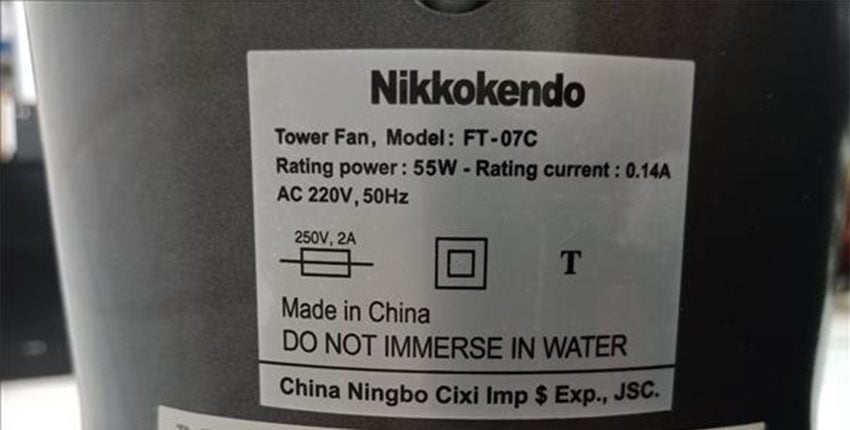 Nikkokendo
Tower Fan, Model: FT-07C
Rating power: 55W - Rating current: 0.14A
AC 220V, 50Hz
250V, 2A
T
Made in China
DO NOT IMMERSE IN WATER
China Ningbo Cixi Imp $ Exp., JSC.